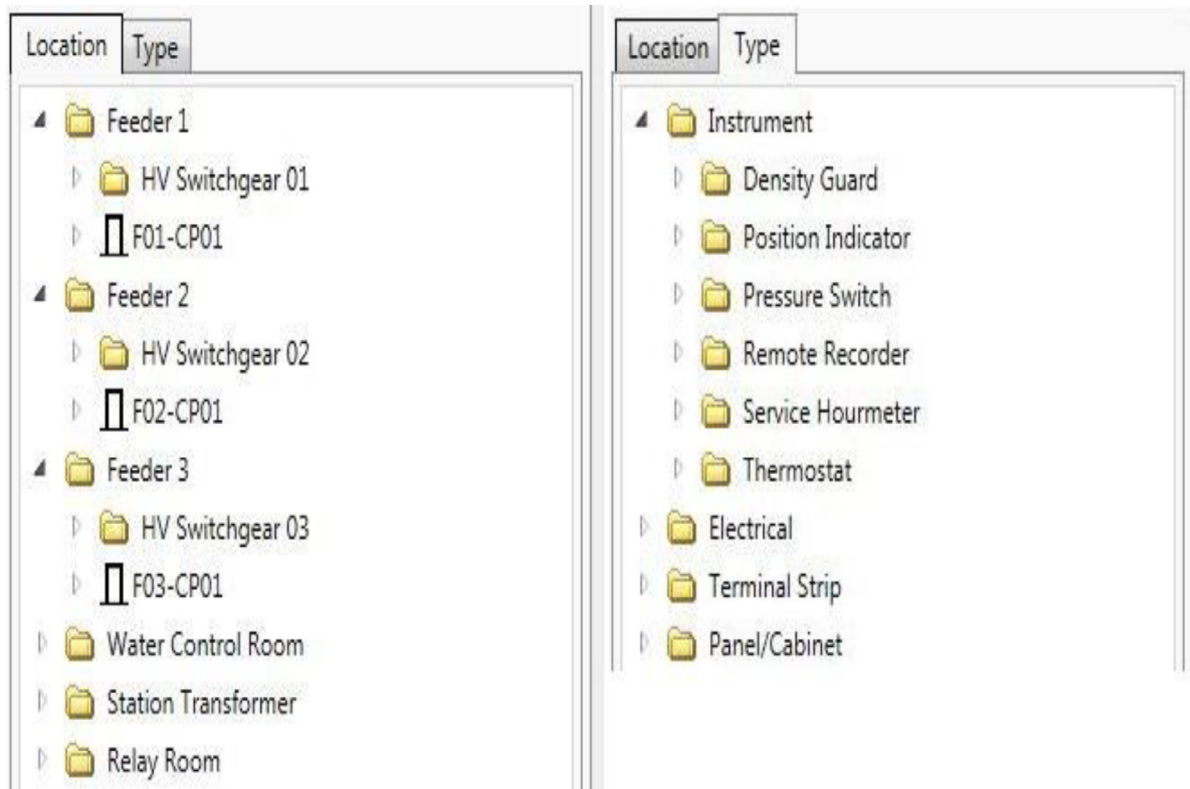 Location Type
Feeder 1
HV Switchgear 01
F01-CP01
Feeder 2
HV Switchgear 02
F02-CP01
Feeder 3
HV Switchgear 03
F03-CP01
Water Control Room
Station Transformer
Relay Room
Location Type
Instrument
Density Guard
Position Indicator
Pressure Switch
Remote Recorder
Service Hourmeter
Thermostat
Electrical
Terminal Strip
Panel/Cabinet